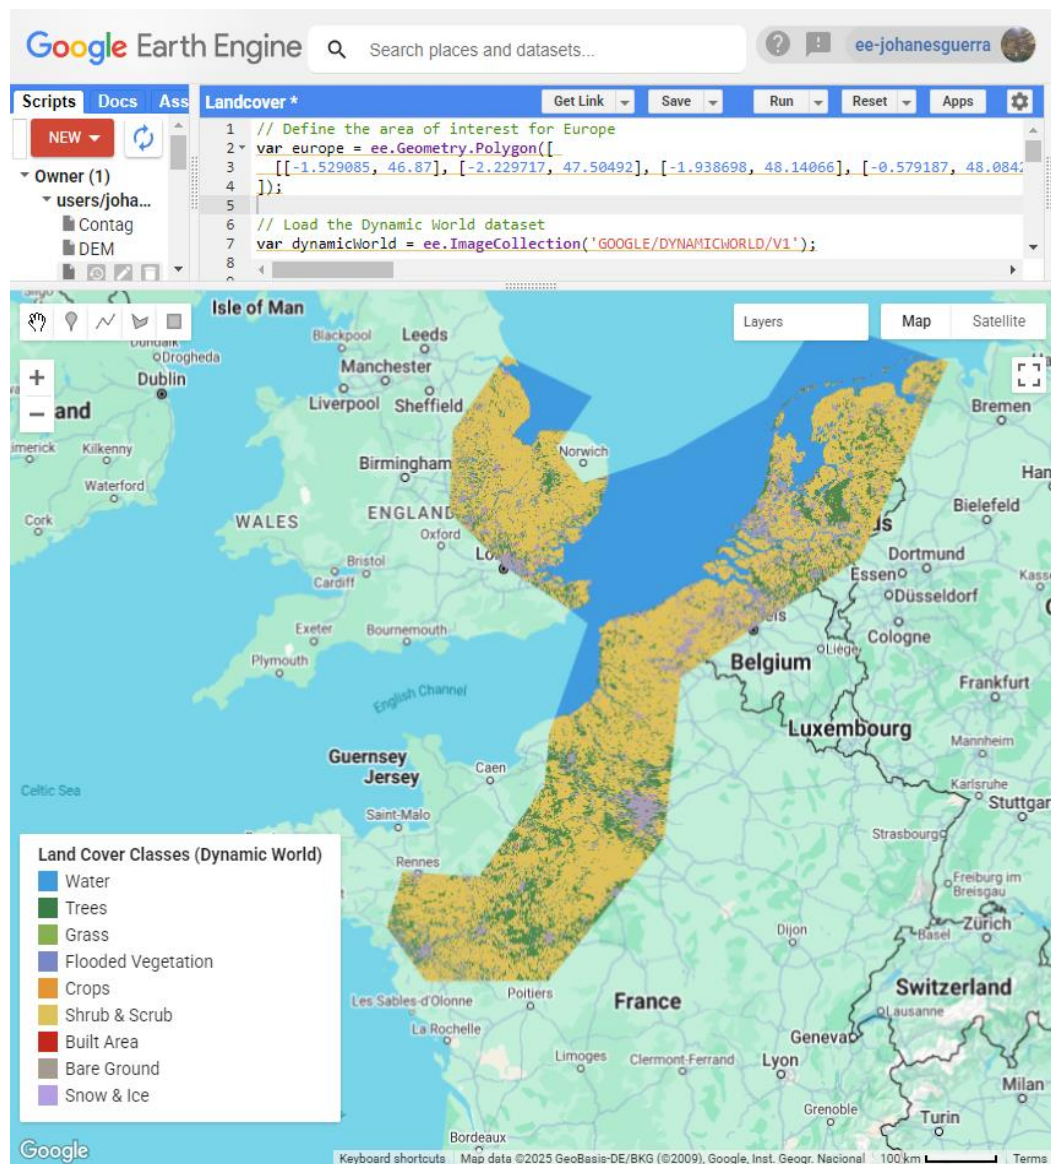 Google Earth Engine
Search places and datasets...
ee-johanesguerra
Scripts Docs Ass
Landcover *
Get Link Save Run Reset Apps
NEW
Owner (1)
users/joha...
Contag
DEM
1 // Define the area of interest for Europe
2 var europe = ee.Geometry.Polygon([
3 [[-1.529085, 46.87], [-2.229717, 47.50492], [-1.938698, 48.14066], [-0.579187, 48.0842
4 ]);
5
6 // Load the Dynamic World dataset
7 var dynamicWorld = ee.ImageCollection('GOOGLE/DYNAMICWORLD/V1');
8
Layers
Map Satellite
Isle of Man
Blackpool
Leeds
Dundalk
Drogheda
Manchester
Dublin
Liverpool
Sheffield
Bremen
and
Norwich
Kilkenny
Birmingham
Waterford
WALES
ENGLAND
Bielefeld
Cork
Oxford
Dortmund
Bristol
Essen
Cardiff
Düsseldorf
Exeter
Bournemouth
Cologne
Plymouth
Liège
Belgium
Frankfurt
English Channel
Luxembourg
Mannheim
Guernsey
Jersey
Caen
Karlsruhe
Celtic Sea
Stuttgar
Saint-Malo
Strasbourg
Rennes
Freiburg im
Breisgau
Dijon
Basel
Zürich
Switzerland
Les Sables-d'Olonne
Poitiers
France
Lausanne
La Rochelle
Geneva
Limoges
Clermont-Ferrand
Lyon
Milan
Grenoble
Turin
Bordeaux
Land Cover Classes (Dynamic World)
Water
Trees
Grass
Flooded Vegetation
Crops
Shrub & Scrub
Built Area
Bare Ground
Snow & Ice
Google
Keyboard shortcuts Map data ©2025 GeoBasis-DE/BKG (©2009), Google, Inst. Geogr. Nacional 100 km Terms